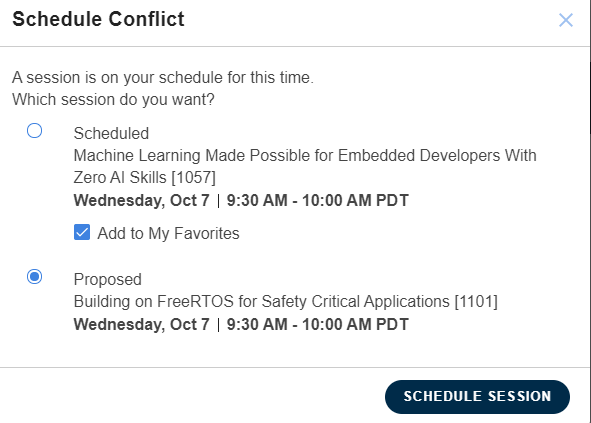 Schedule Conflict
A session is on your schedule for this time.
Which session do you want?
Scheduled
Machine Learning Made Possible for Embedded Developers With
Zero AI Skills [1057]
Wednesday, Oct 7 | 9:30 AM - 10:00 AM PDT
Add to My Favorites
Proposed
Building on FreeRTOS for Safety Critical Applications [1101]
Wednesday, Oct 7 | 9:30 AM - 10:00 AM PDT
SCHEDULE SESSION